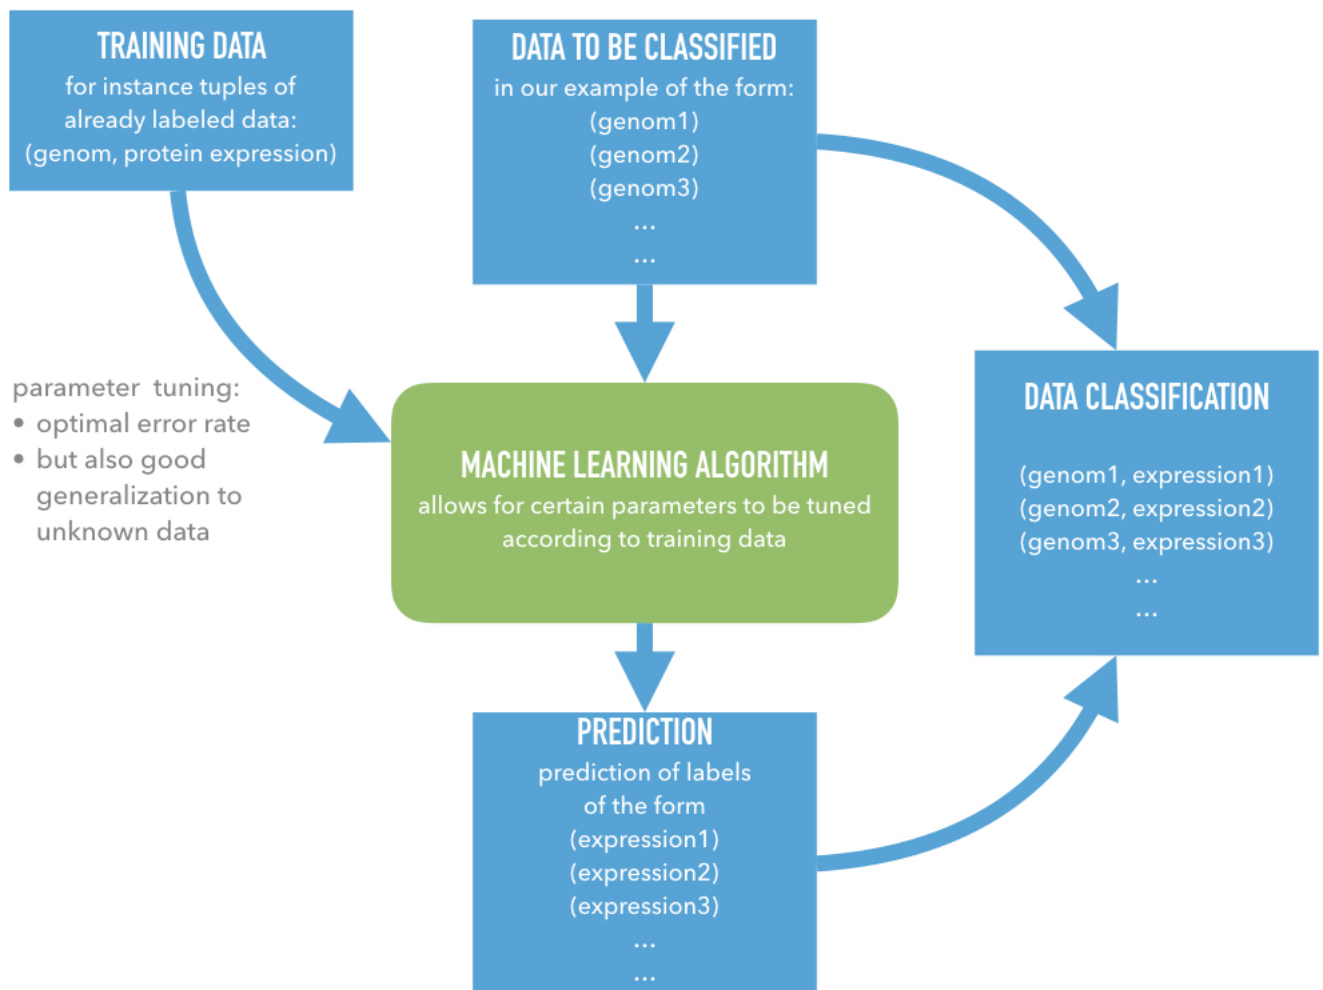 TRAINING DATA
for instance tuples of
already labeled data:
(genom, protein expression)
DATA TO BE CLASSIFIED
in our example of the form:
(genom1)
(genom2)
(genom3)
...
...
parameter tuning:
• optimal error rate
• but also good
generalization to
unknown data
MACHINE LEARNING ALGORITHM
allows for certain parameters to be tuned
according to training data
DATA CLASSIFICATION
(genom1, expression1)
(genom2, expression2)
(genom3, expression3)
...
...
PREDICTION
prediction of labels
of the form
(expression1)
(expression2)
(expression3)
...
...